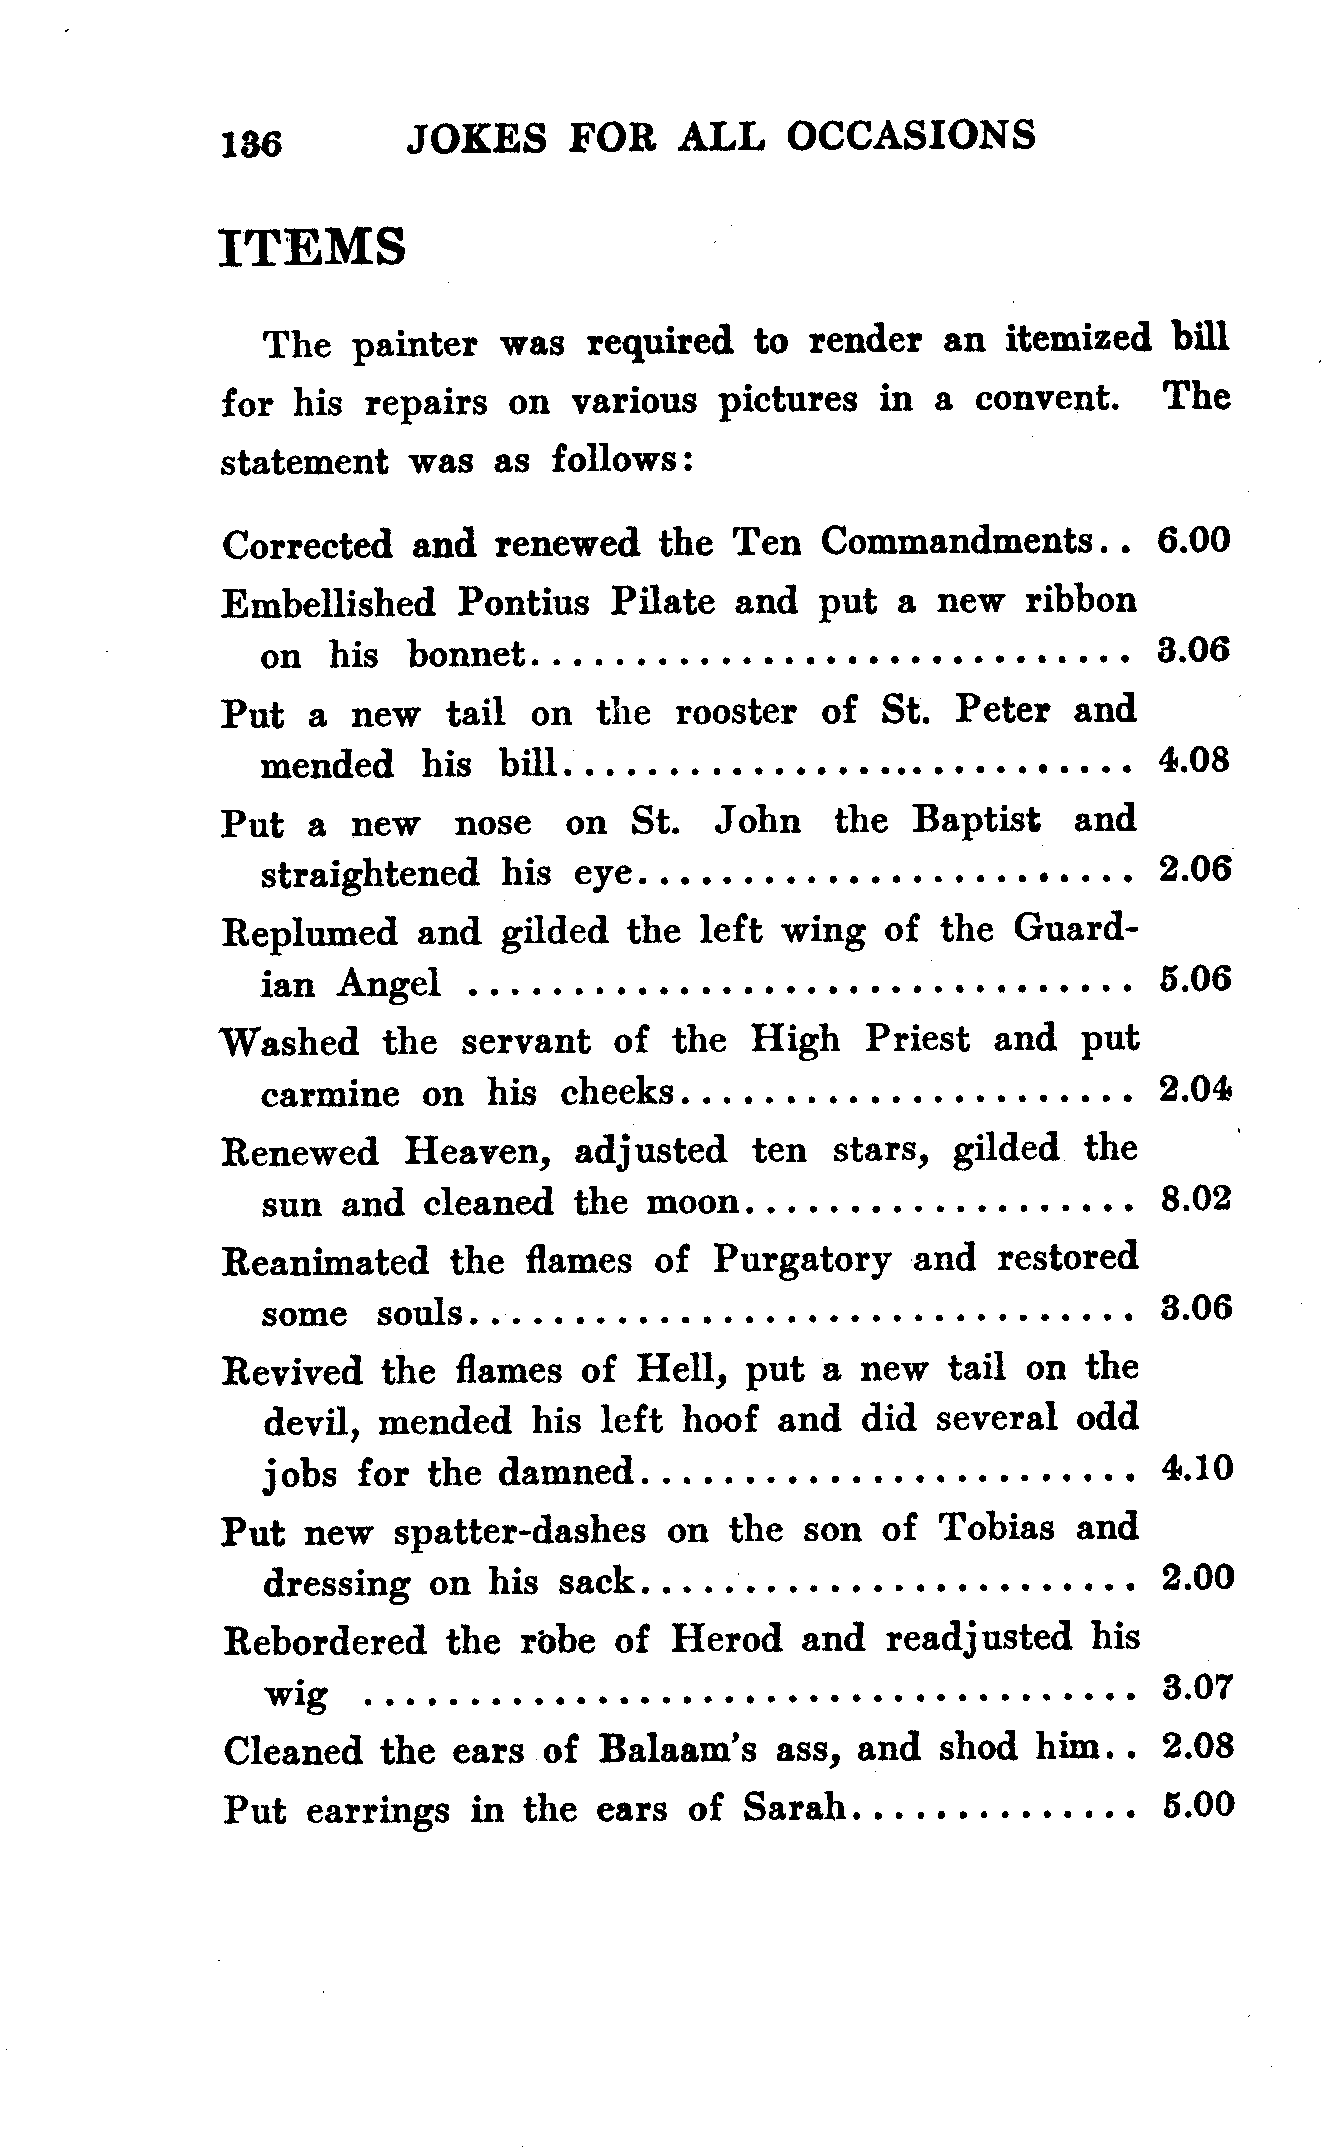 136 JOKES FOR ALL OCCASIONS
ITEMS
The painter was required to render an itemized bill
for his repairs on various pictures in a convent. The
statement was as follows:
Corrected and renewed the Ten Commandments.. 6.00
Embellished Pontius Pilate and put a new ribbon
on his bonnet............................. 3.06
Put a new tail on the rooster of St. Peter and
mended his bill........................... 4.08
Put a new nose on St. John the Baptist and
straightened his eye........................ 2.06
Replumed and gilded the left wing of the Guard-
ian Angel ................................ 5.06
Washed the servant of the High Priest and put
carmine on his cheeks...................... 2.04
Renewed Heaven, adjusted ten stars, gilded the
sun and cleaned the moon................... 8.02
Reanimated the flames of Purgatory and restored
some souls................................ 3.06
Revived the flames of Hell, put a new tail on the
devil, mended his left hoof and did several odd
jobs for the damned........................ 4.10
Put new spatter-dashes on the son of Tobias and
dressing on his sack........................ 2.00
Rebordered the robe of Herod and readjusted his
wig ..................................... 3.07
Cleaned the ears of Balaam's ass, and shod him.. 2.08
Put earrings in the ears of Sarah.............. 5.00